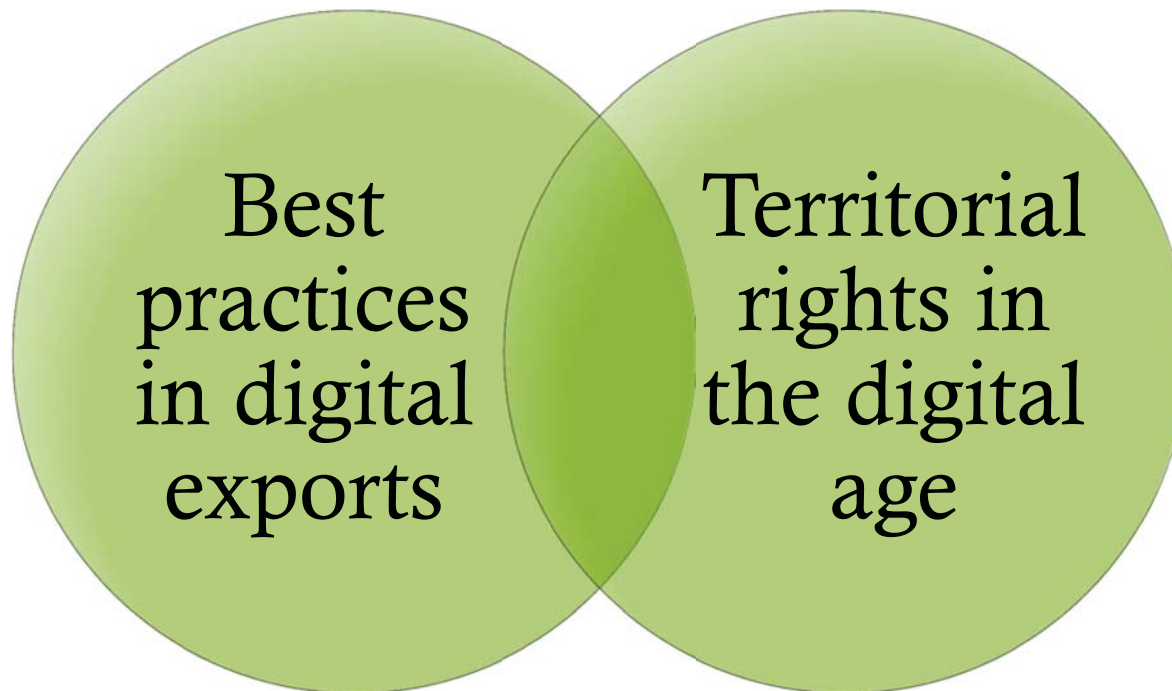 Best
practices
in digital
exports
Territorial
rights in
the digital
age